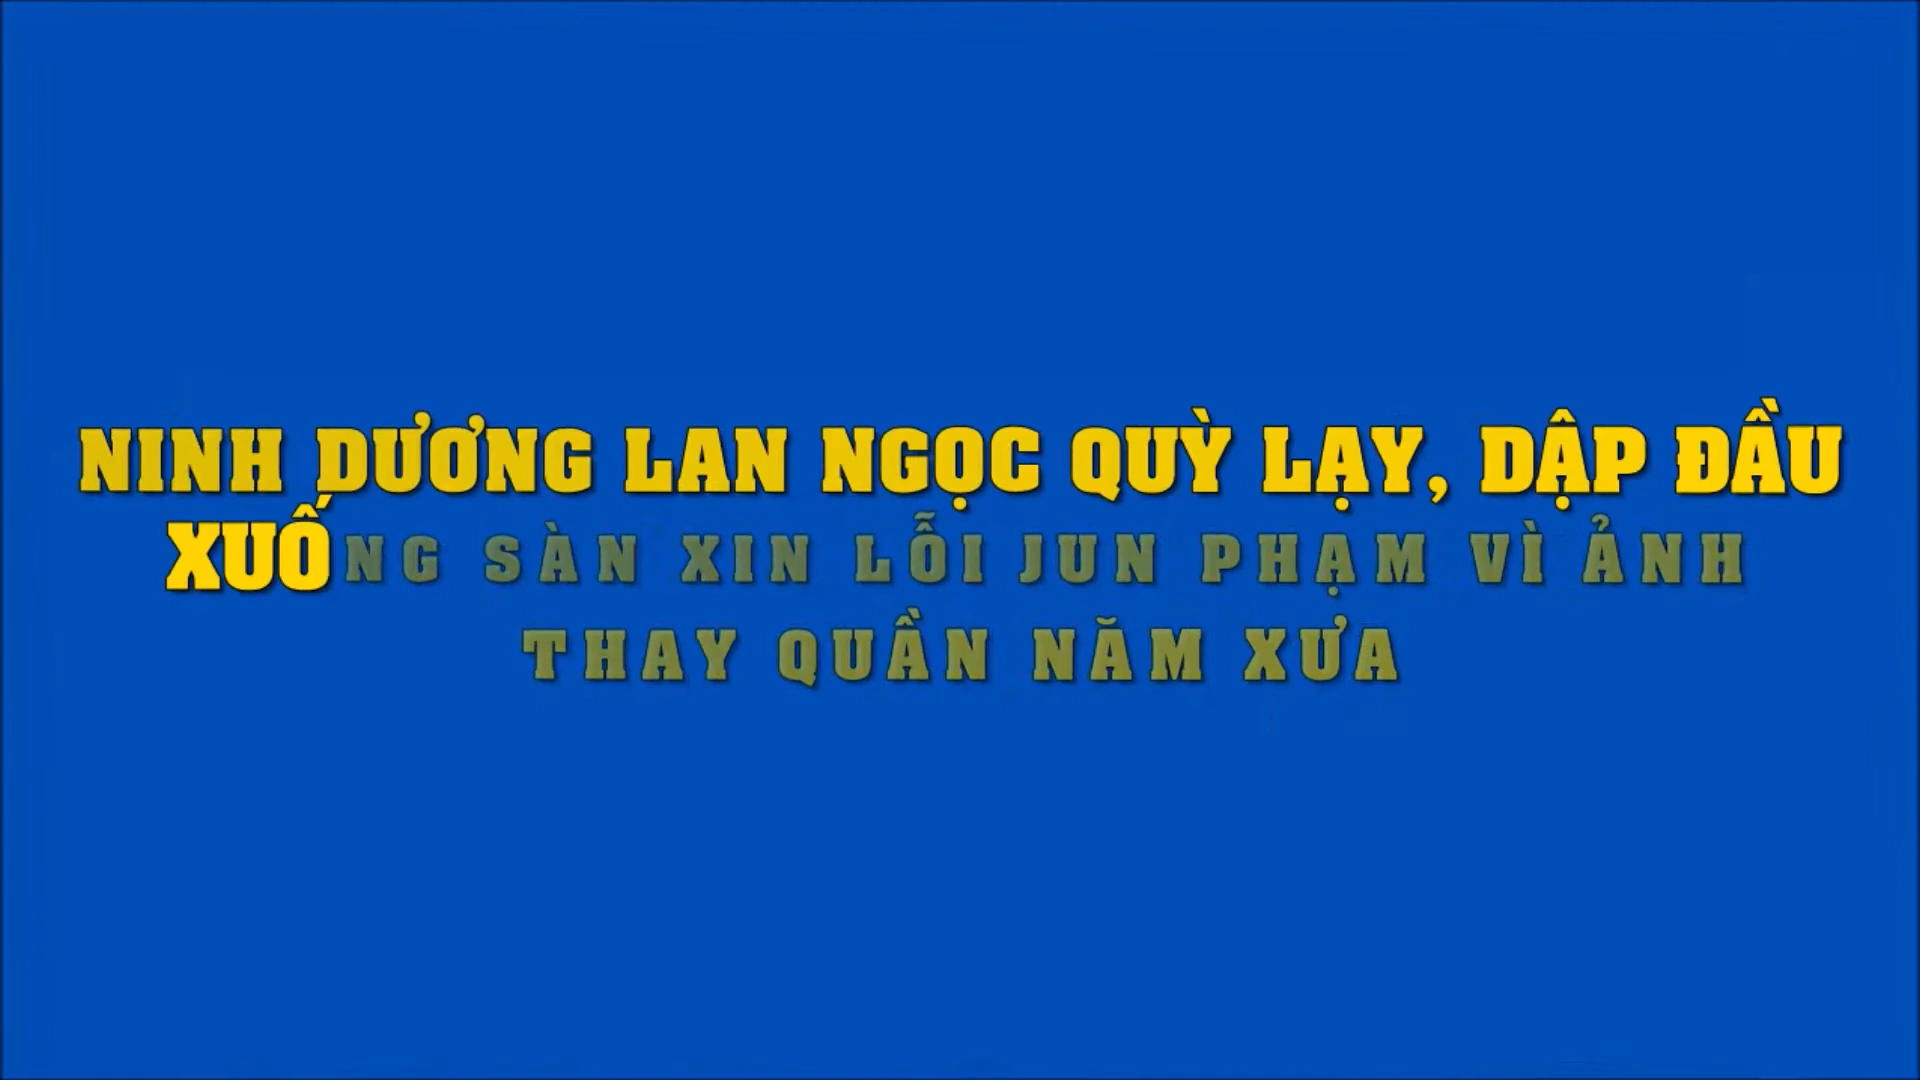 NINH DƯƠNG LAN NGỌC QUỲ LẠY, DẬP ĐẦU
XUỐNG SÀN XIN LỖI JUN PHẠM VÌ ẢNH
THAY QUẦN NĂM XƯA